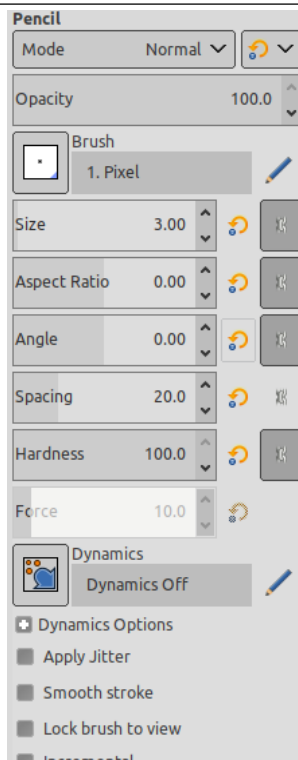 Pencil
Mode Normal
Opacity 100.0
Brush
1. Pixel
Size 3.00
Aspect Ratio 0.00
Angle 0.00
Spacing 20.0
Hardness 100.0
Force 10.0
Dynamics
Dynamics Off
Dynamics Options
Apply Jitter
Smooth stroke
Lock brush to view
Incremental